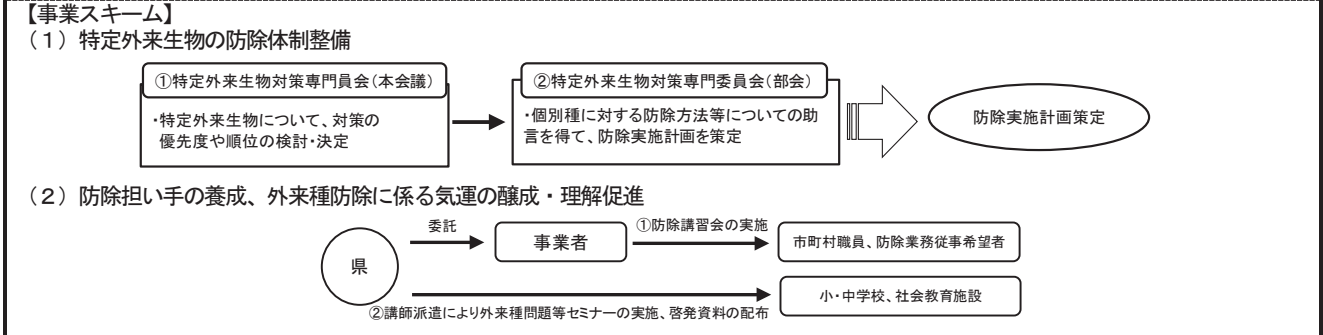 【事業スキーム】
（１）特定外来生物の防除体制整備
①特定外来生物対策専門員会（本会議）
・特定外来生物について、対策の
優先度や順位の検討・決定
②特定外来生物対策専門委員会（部会）
・個別種に対する防除方法等についての助
言を得て、防除実施計画を策定
防除実施計画策定
（２）防除担い手の養成、外来種防除に係る気運の醸成・理解促進
県
委託
事業者
①防除講習会の実施
市町村職員、防除業務従事希望者
②講師派遣により外来種問題等セミナーの実施、啓発資料の配布
小・中学校、社会教育施設